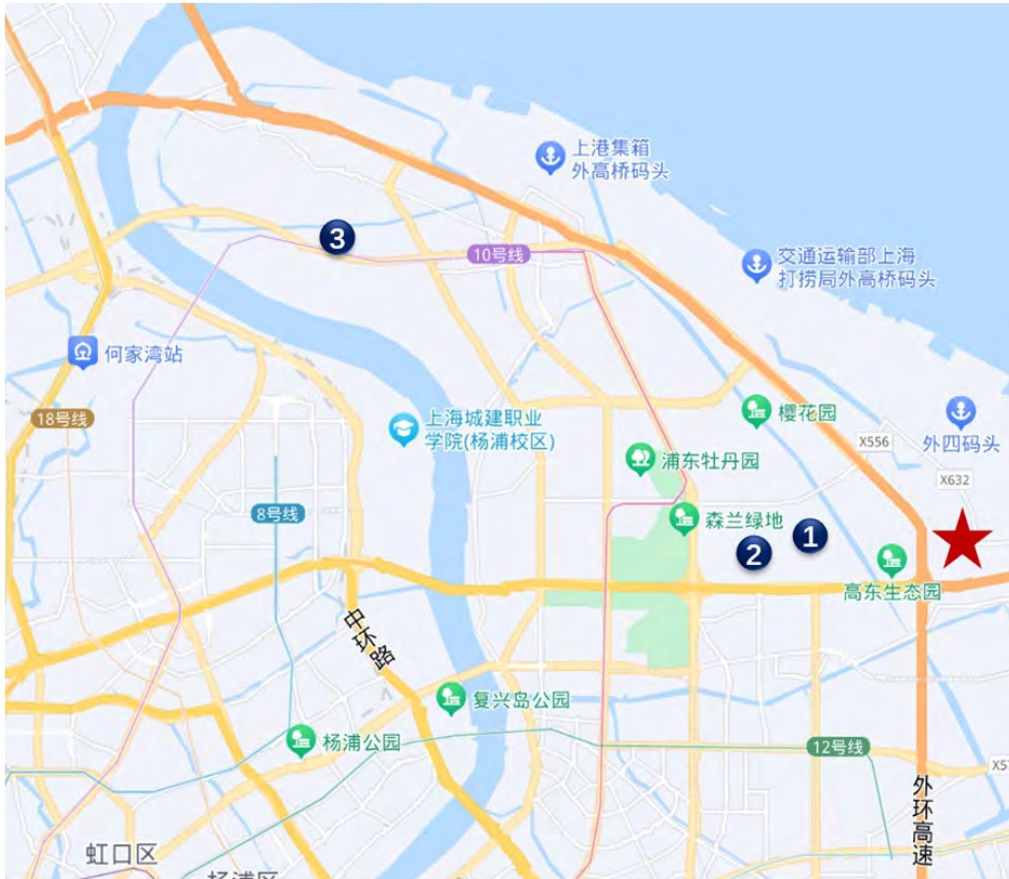 上港集箱
外高桥码头
3
10号线
交通运输部上海
打捞局外高桥码头
何家湾站
18号线
上海城建职业
学院(杨浦校区)
樱花园
外四码头
X556
浦东牡丹园
X632
8号线
森兰绿地
1
2
高东生态园
中环路
复兴岛公园
杨浦公园
12号线
外环高速
虹口区
杨浦区